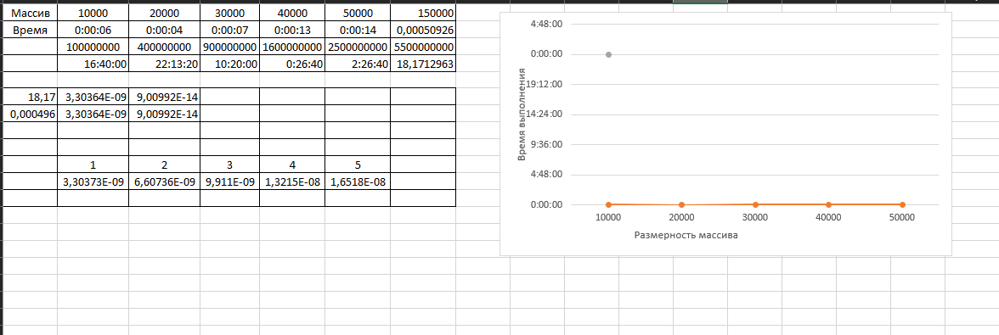 Массив 10000 20000 30000 40000 50000 150000
Время 0:00:06 0:00:04 0:00:07 0:00:13 0:00:14 0,00050926
100000000 400000000 900000000 1600000000 2500000000 5500000000
16:40:00 22:13:20 10:20:00 0:26:40 2:26:40 18,1712963
18,17 3,30364E-09 9,00992E-14
0,000496 3,30364E-09 9,00992E-14
1 2 3 4 5
3,30373E-09 6,60736E-09 9,911E-09 1,3215E-08 1,6518E-08
Время выполнения
4:48:00
0:00:00
19:12:00
14:24:00
9:36:00
4:48:00
0:00:00
10000 20000 30000 40000 50000
Размерность массива